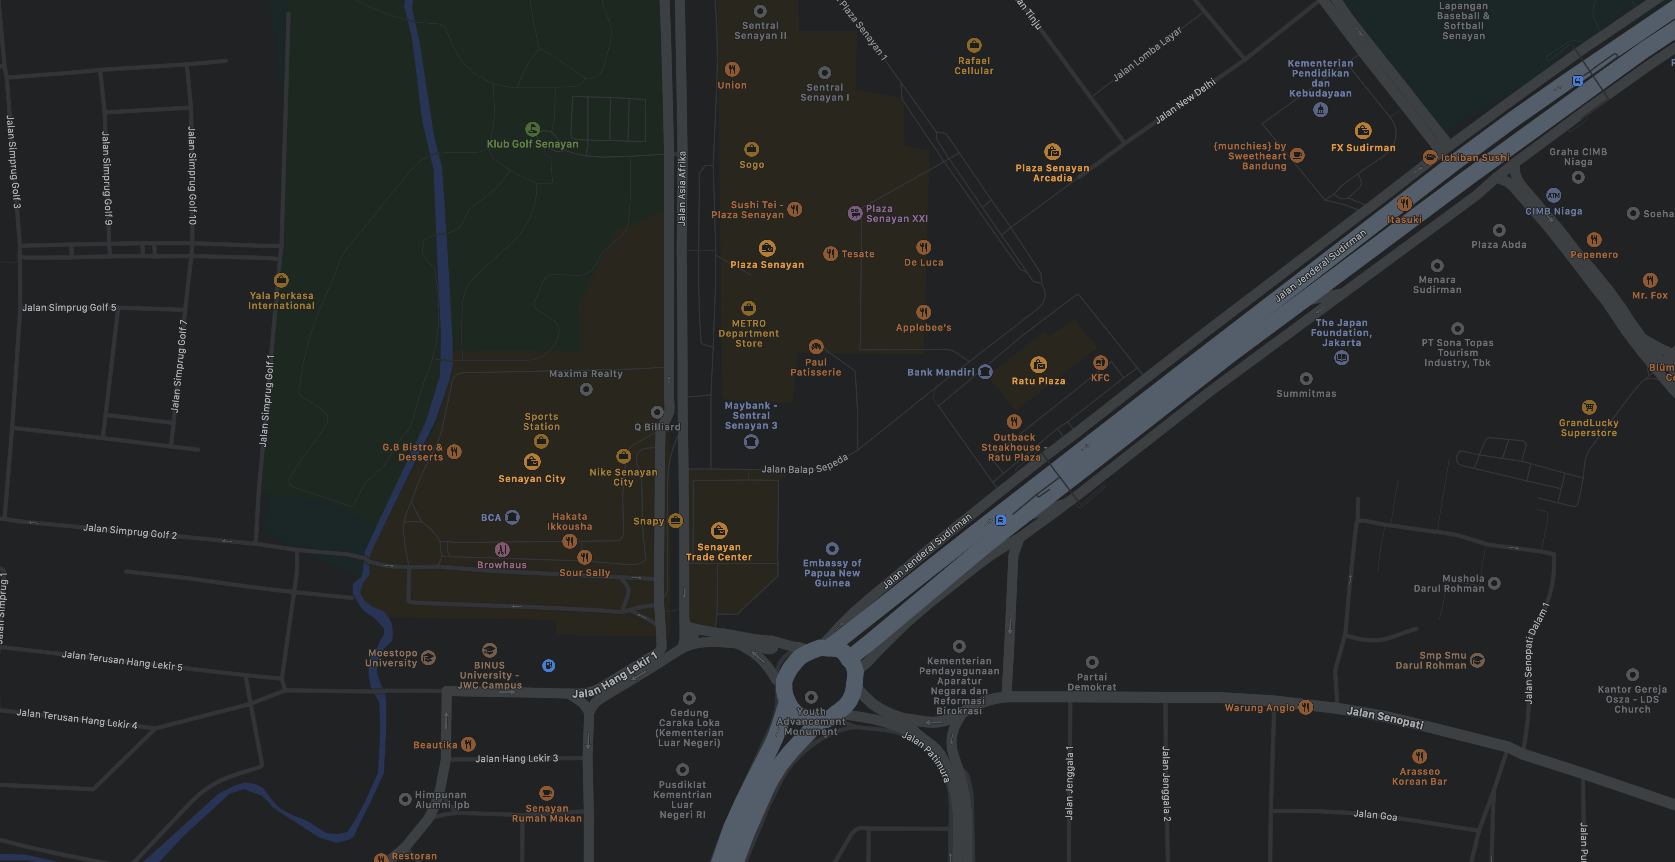 Sentral
Senayan II
Jalan Plaza Senayan 1
Jalan Tinju
Lapangan
Baseball &
Softball
Senayan
Union
Sentral
Senayan I
Rafael
Cellular
Jalan Lomba Layar
Jalan New Delhi
Kementerian
Pendidikan
dan
Kebudayaan
Klub Golf Senayan
Jalan Simprug Golf 3
Jalan Simprug Golf 9
Jalan Simprug Golf 10
Jalan Asia Afrika
Sogo
Plaza Senayan
Arcadia
{munchies} by
Sweetheart
Bandung
FX Sudirman
Ichiban Sushi
Graha CIMB
Niaga
Sushi Tei -
Plaza Senayan
Plaza
Senayan XXI
Itasuki
ATM
CIMB Niaga
Soeha
Plaza Abda
Pepenero
Plaza Senayan
Tesate
De Luca
Jalan Jenderal Sudirman
Menara
Sudirman
Mr. Fox
Yala Perkasa
International
Jalan Simprug Golf 5
Jalan Simprug Golf 7
Jalan Simprug Golf 1
METRO
Department
Store
Applebee's
The Japan
Foundation,
Jakarta
PT Sona Topas
Tourism
Industry, Tbk
Paul
Patisserie
Bank Mandiri
Ratu Plaza
KFC
Summitmas
Blüm
Maxima Realty
Q Billiard
Maybank -
Sentral
Senayan 3
Sports
Station
G.B Bistro &
Desserts
Senayan City
Nike Senayan
City
Outback
Steakhouse -
Ratu Plaza
GrandLucky
Superstore
Jalan Balap Sepeda
BCA
Hakata
Ikkousha
Snapy
Senayan
Trade Center
Jalan Simprug Golf 2
Browhaus
Sour Sally
Embassy of
Papua New
Guinea
Jalan Jenderal Sudirman
Jalan Simprug 1
Mushola
Darul Rohman
Jalan Senopati Dalam 1
Moestopo
University
BINUS
University -
JWC Campus
Jalan Terusan Hang Lekir 5
Jalan Hang Lekir 1
Kementerian
Pendayagunaan
Aparatur
Negara dan
Reformasi
Birokrasi
Partai
Demokrat
Smp Smu
Darul Rohman
Kantor Gereja
Osza - LDS
Church
Jalan Terusan Hang Lekir 4
Gedung
Caraka Loka
(Kementerian
Luar Negeri)
Youth
Advancement
Monument
Warung Anglo
Jalan Senopati
Beautika
Jalan Hang Lekir 3
Jalan Patimura
Jalan Jenggala 1
Jalan Jenggala 2
Arasseo
Korean Bar
Himpunan
Alumni Ipb
Senayan
Rumah Makan
Pusdiklat
Kementrian
Luar
Negeri RI
Jalan Goa
Restoran